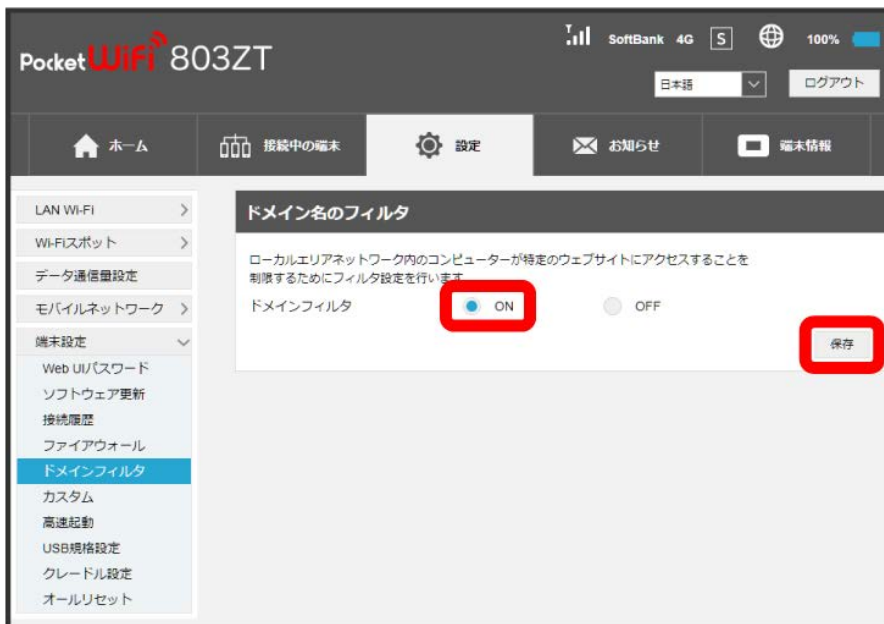 SoftBank 4G S 100%
Pocket WiFi 803ZT
日本語 ログアウト
ホーム 接続中の端末 設定 お知らせ 端末情報
LAN Wi-Fi
Wi-Fiスポット
データ通信量設定
モバイルネットワーク
端末設定
Web UIパスワード
ソフトウェア更新
接続履歴
ファイアウォール
ドメインフィルタ
カスタム
高速起動
USB規格設定
クレードル設定
オールリセット
ドメイン名のフィルタ
ローカルエリアネットワーク内のコンピューターが特定のウェブサイトにアクセスすることを
制限するためにフィルタ設定を行います
ドメインフィルタ ON OFF
保存